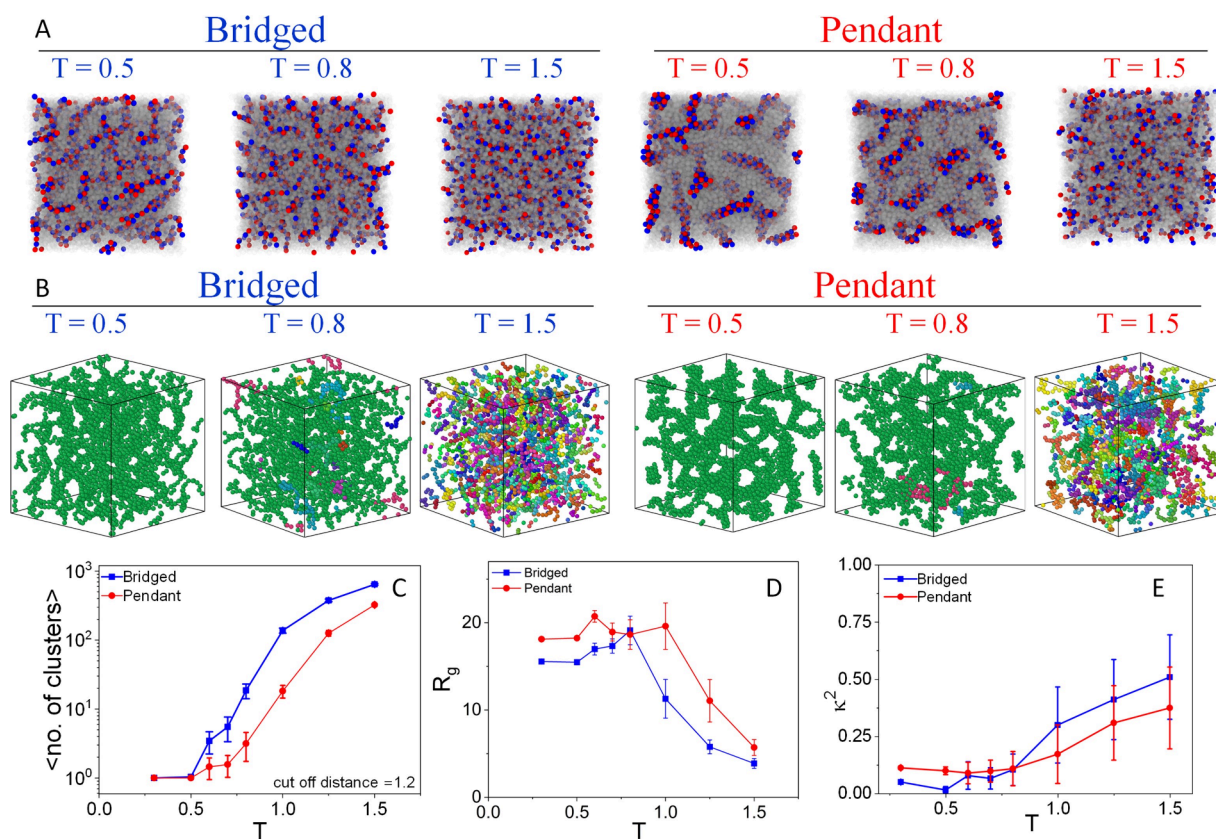 A
Bridged Pendant
T = 0.5 T = 0.8 T = 1.5 T = 0.5 T = 0.8 T = 1.5
B
Bridged Pendant
T = 0.5 T = 0.8 T = 1.5 T = 0.5 T = 0.8 T = 1.5
C
<no. of clusters>
Bridged
Pendant
10³
10²
10¹
10⁰
cut off distance =1.2
0.0 0.5 1.0 1.5
T
D
R_g
Bridged
Pendant
20
10
0
0.0 0.5 1.0 1.5
T
E
κ²
Bridged
Pendant
1.00
0.75
0.50
0.25
0.00
0.5 1.0 1.5
T